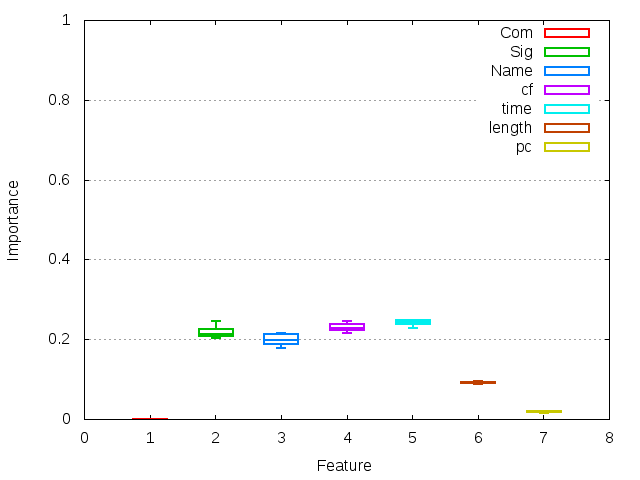 1
0.8
0.6
0.4
0.2
0
Importance
Com
Sig
Name
cf
time
length
pc
0 1 2 3 4 5 6 7 8
Feature